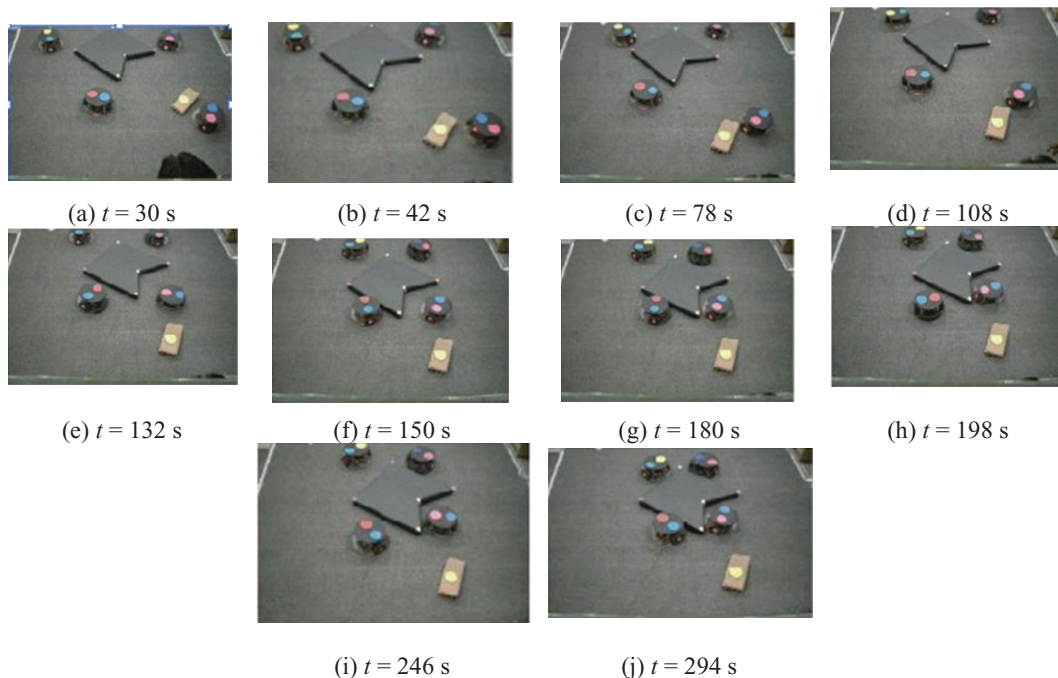 (a) t = 30 s
(b) t = 42 s
(c) t = 78 s
(d) t = 108 s
(e) t = 132 s
(f) t = 150 s
(g) t = 180 s
(h) t = 198 s
(i) t = 246 s
(j) t = 294 s